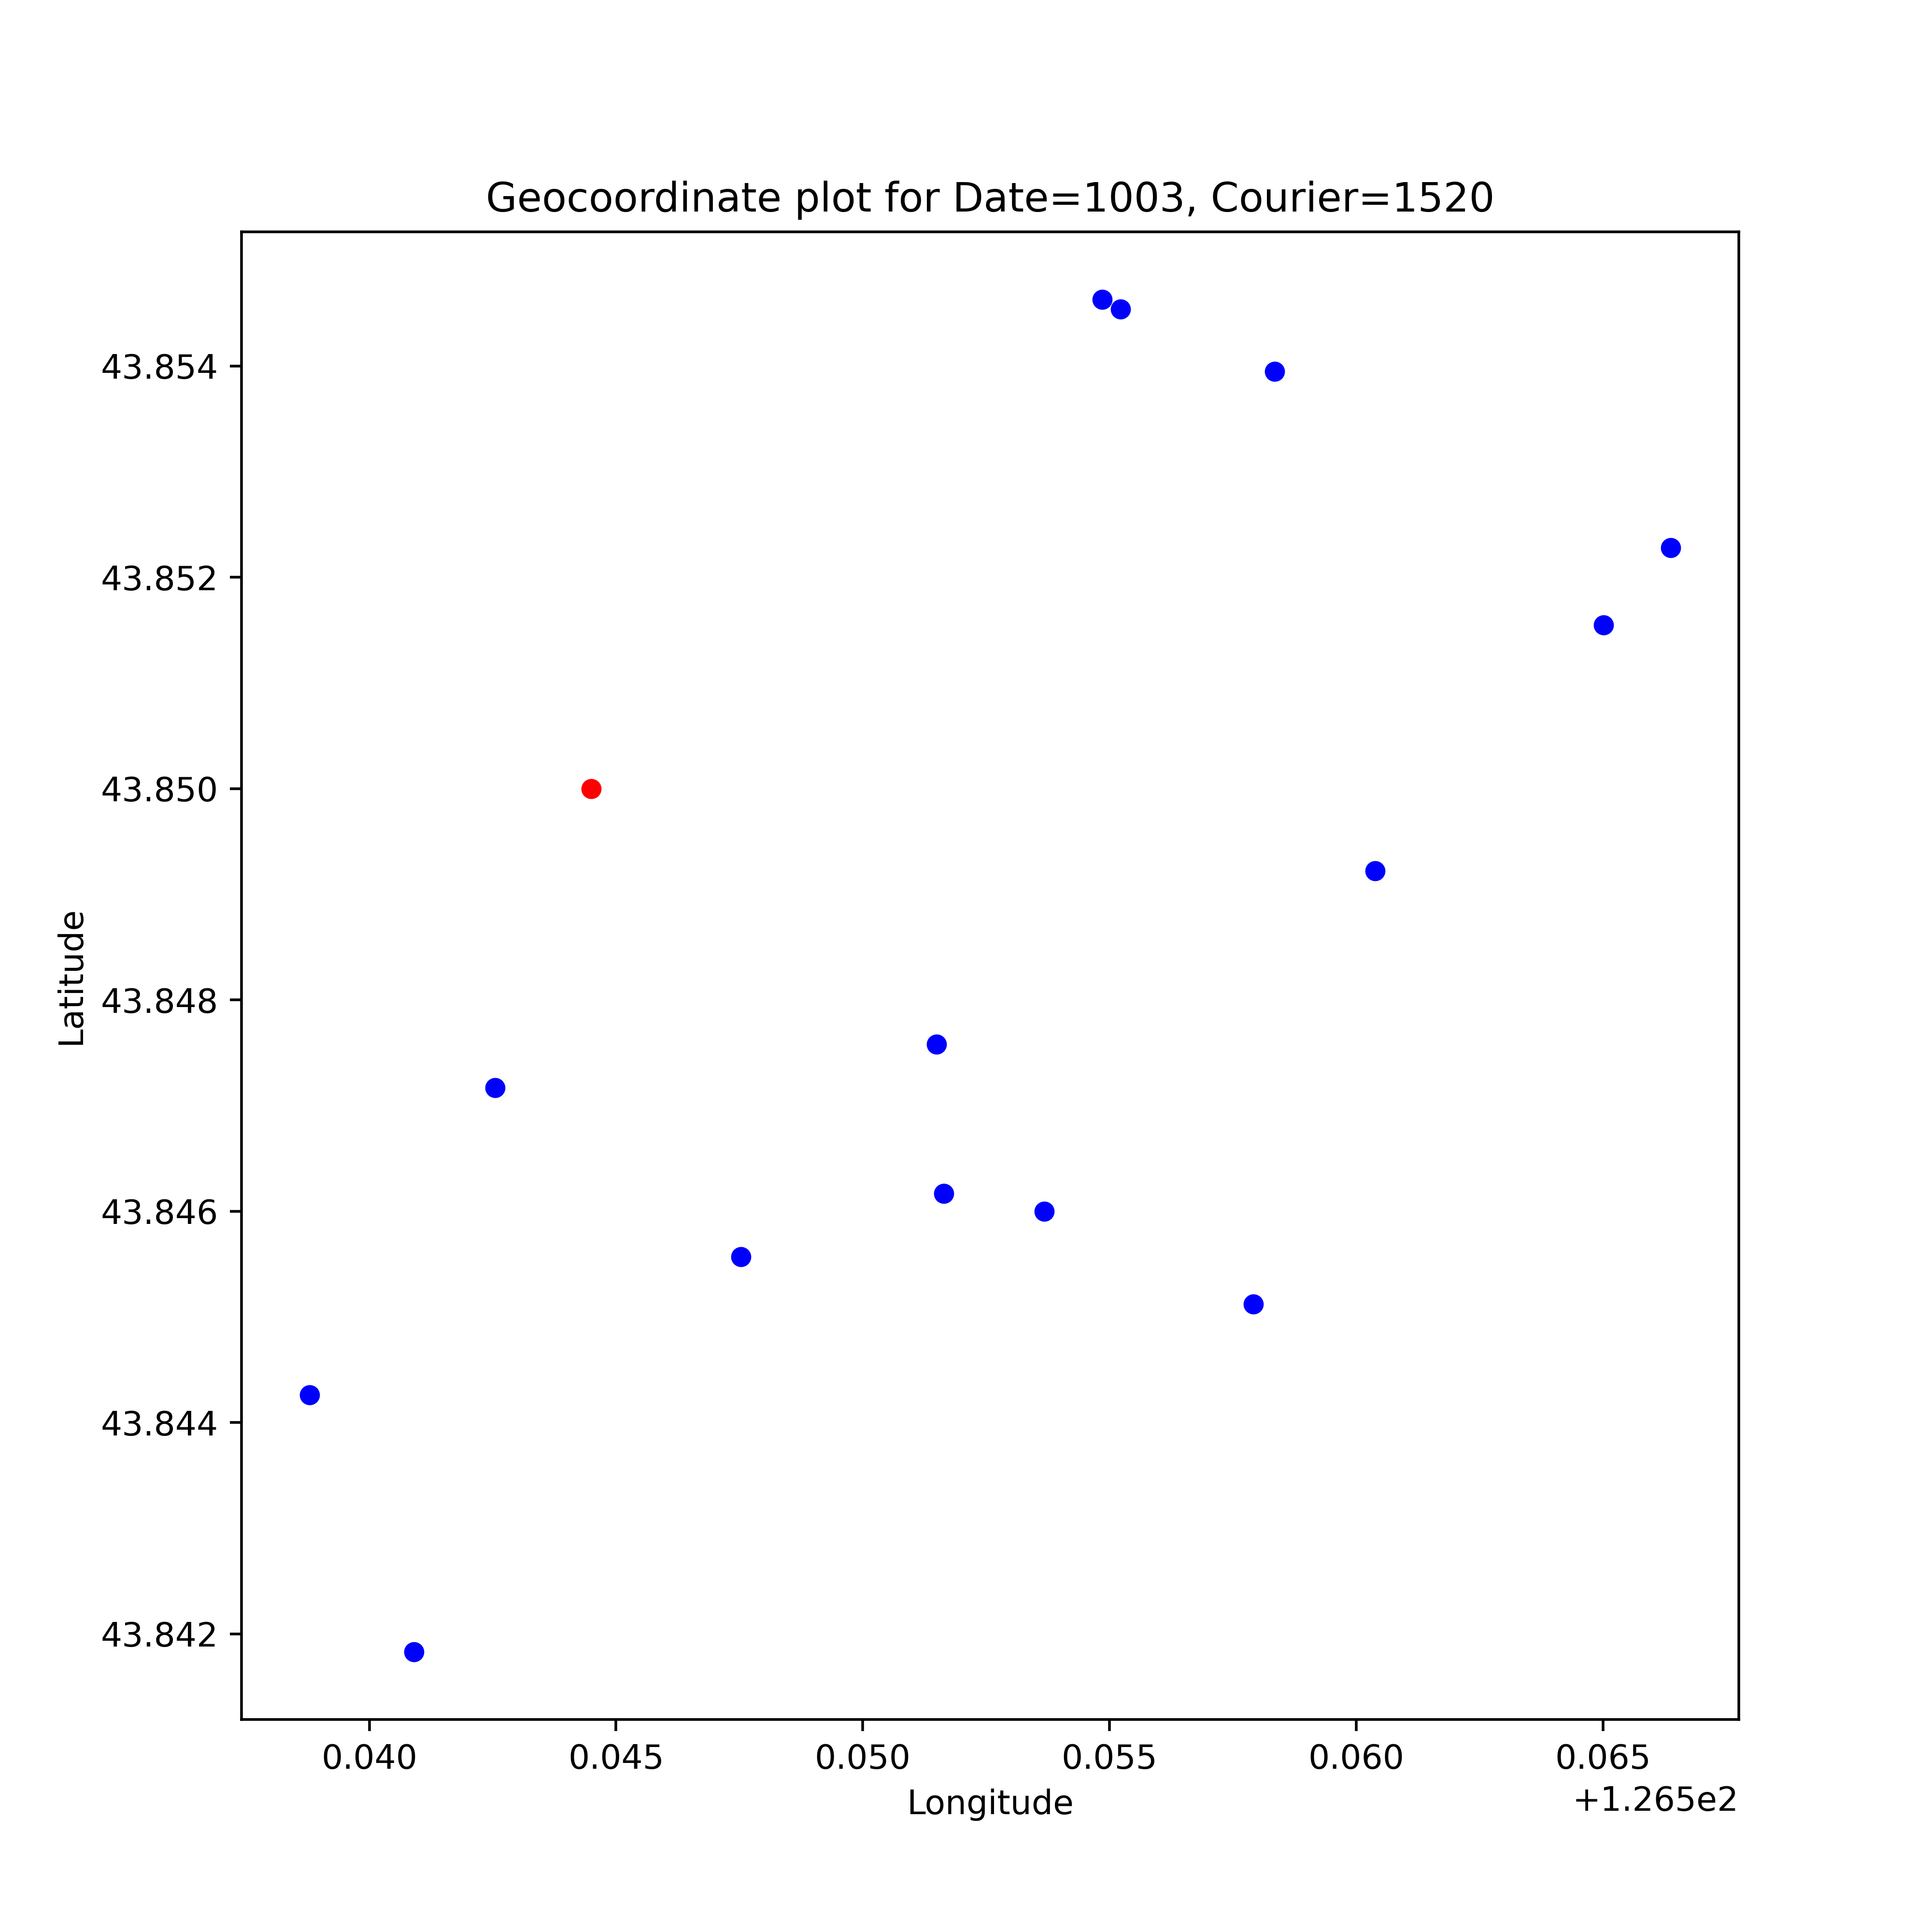 Geocoordinate plot for Date=1003, Courier=1520
43.854
43.852
43.850
43.848
43.846
43.844
43.842
Latitude
0.040 0.045 0.050 0.055 0.060 0.065
+1.265e2
Longitude